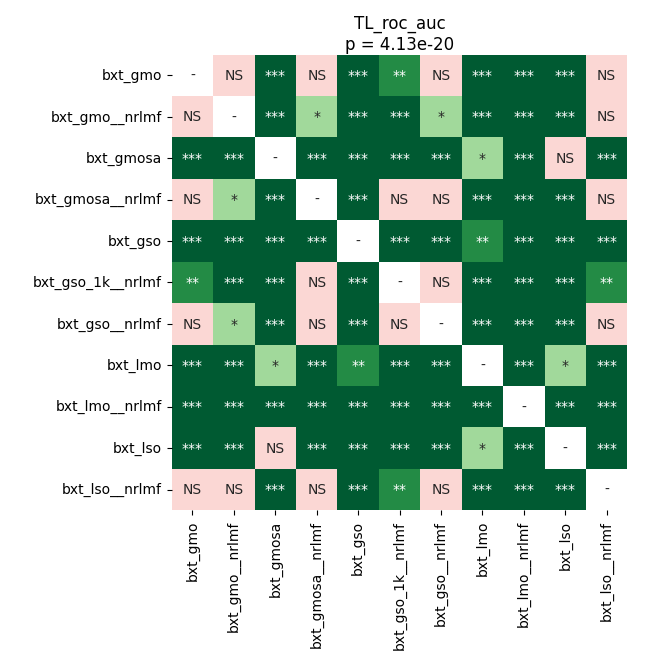 TL_roc_auc
p = 4.13e-20
bxt_gmo - NS *** NS *** ** NS *** *** *** NS
bxt_gmo__nrlmf NS - *** * *** *** * *** *** *** NS
bxt_gmosa *** *** - *** *** *** *** * *** NS ***
bxt_gmosa__nrlmf NS * *** - *** NS NS *** *** *** NS
bxt_gso *** *** *** *** - *** *** ** *** *** ***
bxt_gso_1k__nrlmf ** *** *** NS *** - NS *** *** *** **
bxt_gso__nrlmf NS * *** NS *** NS - *** *** *** NS
bxt_lmo *** *** * *** ** *** *** - *** * ***
bxt_lmo__nrlmf *** *** *** *** *** *** *** *** - *** ***
bxt_lso *** *** NS *** *** *** *** * *** - ***
bxt_lso__nrlmf NS NS *** NS *** ** NS *** *** *** -
bxt_gmo
bxt_gmo__nrlmf
bxt_gmosa
bxt_gmosa__nrlmf
bxt_gso
bxt_gso_1k__nrlmf
bxt_gso__nrlmf
bxt_lmo
bxt_lmo__nrlmf
bxt_lso
bxt_lso__nrlmf